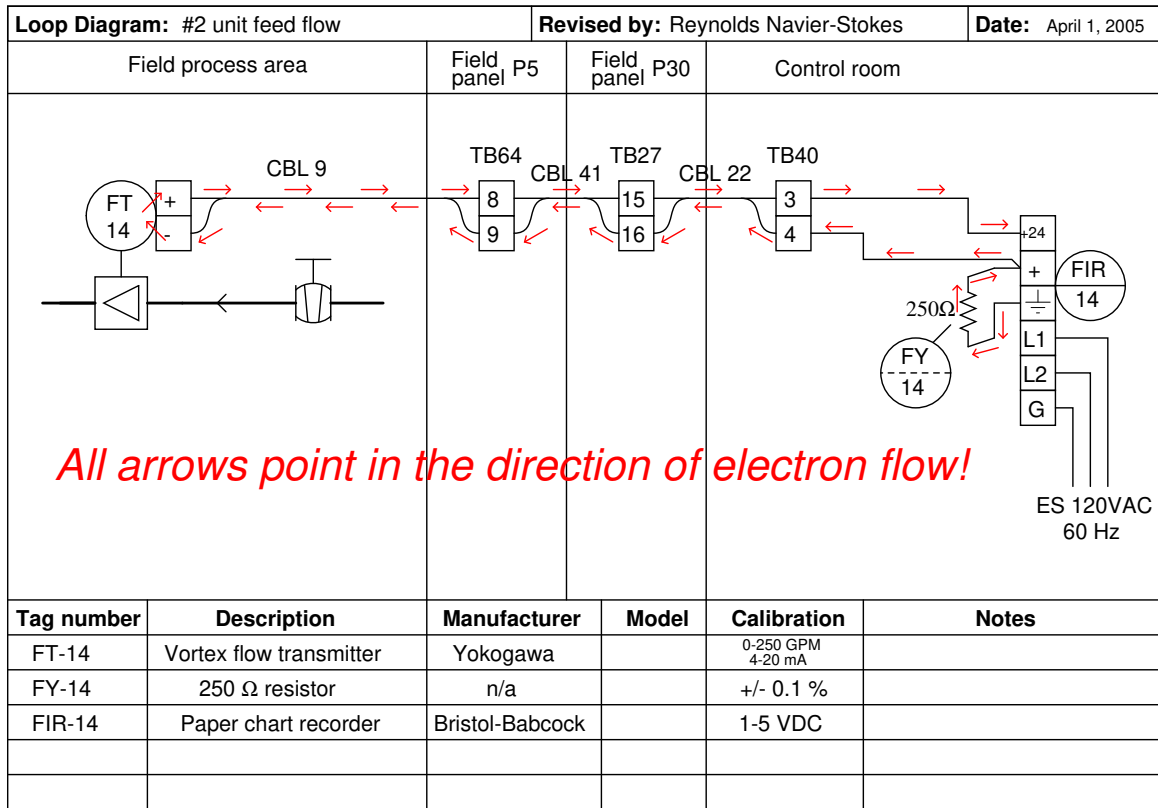 Loop Diagram: #2 unit feed flow Revised by: Reynolds Navier-Stokes Date: April 1, 2005
Field process area
Field panel P5
Field panel P30
Control room
CBL 9
TB64
CBL 41
TB27
CBL 22
TB40
FT
14
+
-
8
9
15
16
3
4
+24
+
L1
L2
G
FIR
14
250Ω
FY
14
All arrows point in the direction of electron flow!
ES 120VAC
60 Hz
Tag number Description Manufacturer Model Calibration Notes
FT-14 Vortex flow transmitter Yokogawa 0-250 GPM
4-20 mA
FY-14 250 Ω resistor n/a +/- 0.1 %
FIR-14 Paper chart recorder Bristol-Babcock 1-5 VDC